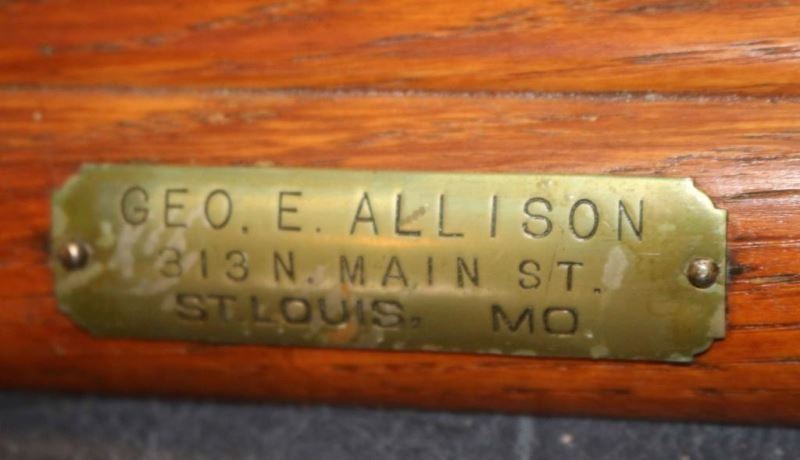 GEO. E. ALLISON
313 N. MAIN ST.
ST. LOUIS, MO